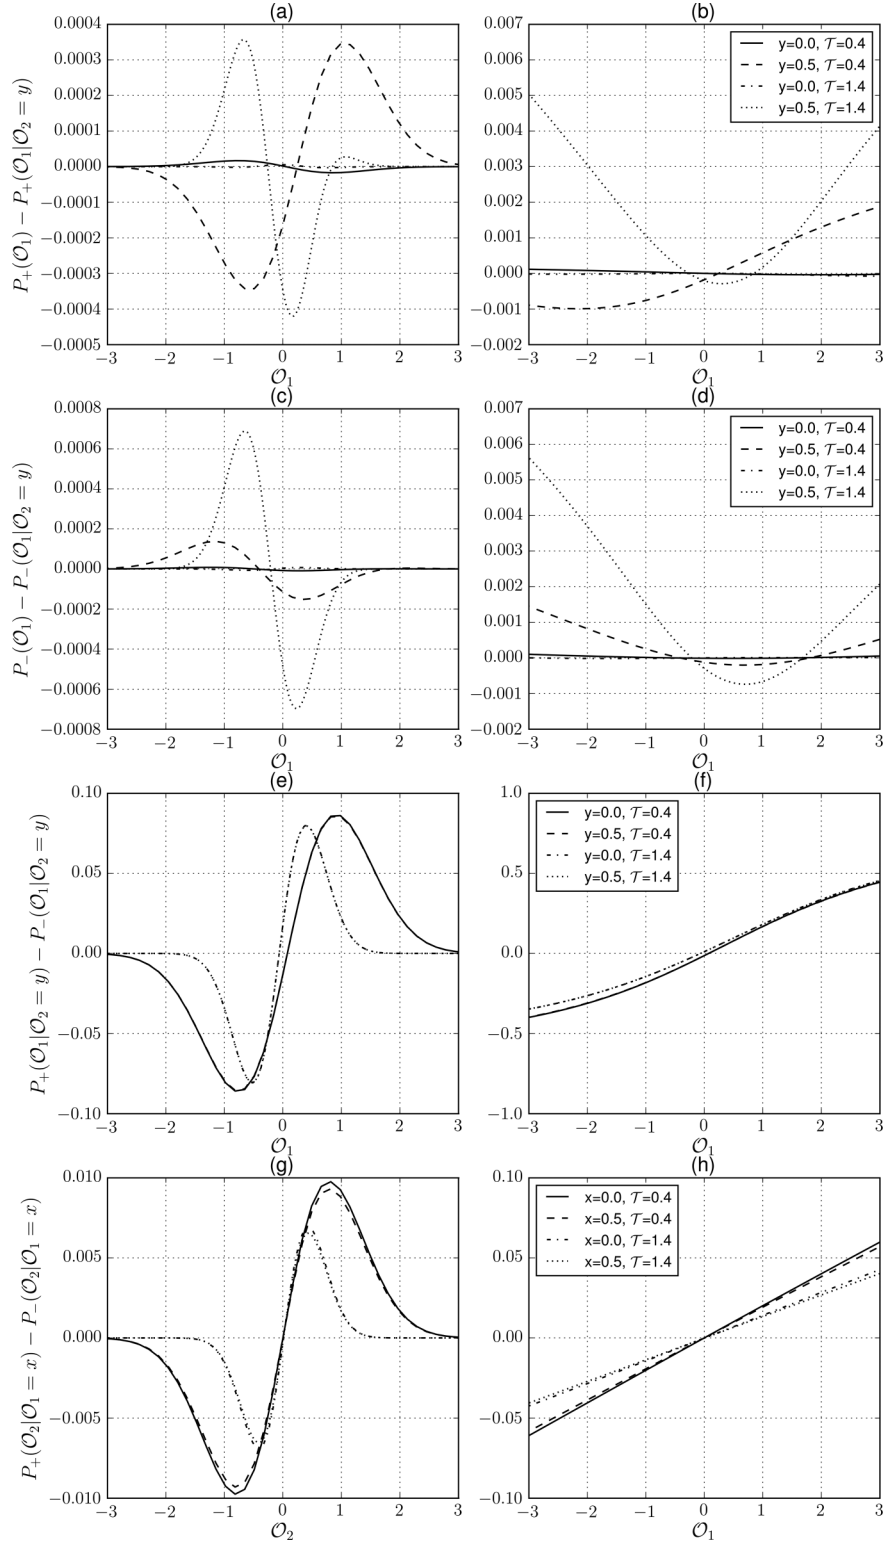 (a)
(b)
0.0004
0.0003
0.0002
0.0001
0.0000
−0.0001
−0.0002
−0.0003
−0.0004
−0.0005
P₊(𝒪₁) − P₊(𝒪₁|𝒪₂ = y)
−3 −2 −1 0 1 2 3
𝒪₁
0.007
0.006
0.005
0.004
0.003
0.002
0.001
0.000
−0.001
−0.002
y=0.0, 𝒯=0.4
y=0.5, 𝒯=0.4
y=0.0, 𝒯=1.4
y=0.5, 𝒯=1.4
−3 −2 −1 0 1 2 3
𝒪₁
(c)
(d)
0.0008
0.0006
0.0004
0.0002
0.0000
−0.0002
−0.0004
−0.0006
−0.0008
P₋(𝒪₁) − P₋(𝒪₁|𝒪₂ = y)
−3 −2 −1 0 1 2 3
𝒪₁
0.007
0.006
0.005
0.004
0.003
0.002
0.001
0.000
−0.001
−0.002
y=0.0, 𝒯=0.4
y=0.5, 𝒯=0.4
y=0.0, 𝒯=1.4
y=0.5, 𝒯=1.4
−3 −2 −1 0 1 2 3
𝒪₁
(e)
(f)
0.10
0.05
0.00
−0.05
−0.10
P₊(𝒪₁|𝒪₂ = y) − P₋(𝒪₁|𝒪₂ = y)
−3 −2 −1 0 1 2 3
𝒪₁
1.0
0.5
0.0
−0.5
−1.0
y=0.0, 𝒯=0.4
y=0.5, 𝒯=0.4
y=0.0, 𝒯=1.4
y=0.5, 𝒯=1.4
−3 −2 −1 0 1 2 3
𝒪₁
(g)
(h)
0.010
0.005
0.000
−0.005
−0.010
P₊(𝒪₂|𝒪₁ = x) − P₋(𝒪₂|𝒪₁ = x)
−3 −2 −1 0 1 2 3
𝒪₂
0.10
0.05
0.00
−0.05
−0.10
x=0.0, 𝒯=0.4
x=0.5, 𝒯=0.4
x=0.0, 𝒯=1.4
x=0.5, 𝒯=1.4
−3 −2 −1 0 1 2 3
𝒪₁